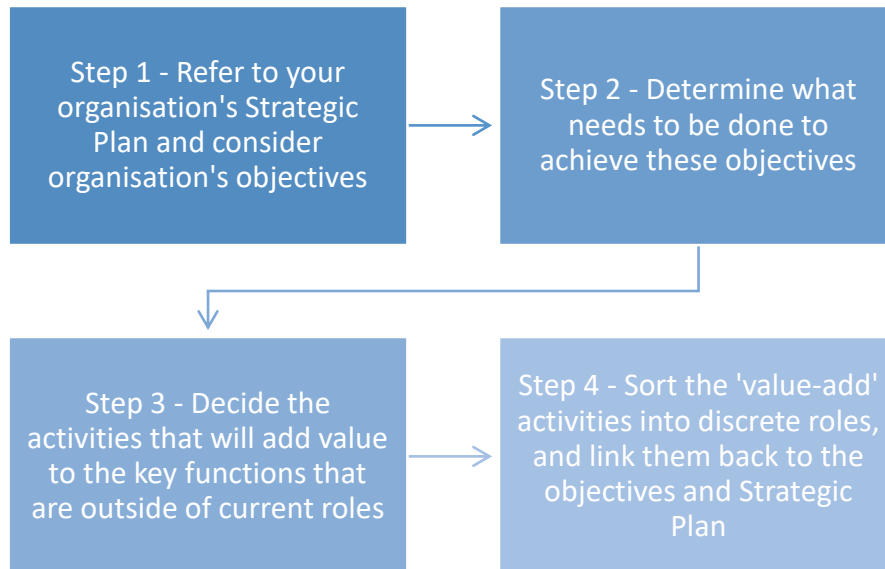 Step 1 - Refer to your
organisation's Strategic
Plan and consider
organisation's objectives
Step 2 - Determine what
needs to be done to
achieve these objectives
Step 3 - Decide the
activities that will add value
to the key functions that
are outside of current roles
Step 4 - Sort the 'value-add'
activities into discrete roles,
and link them back to the
objectives and Strategic
Plan